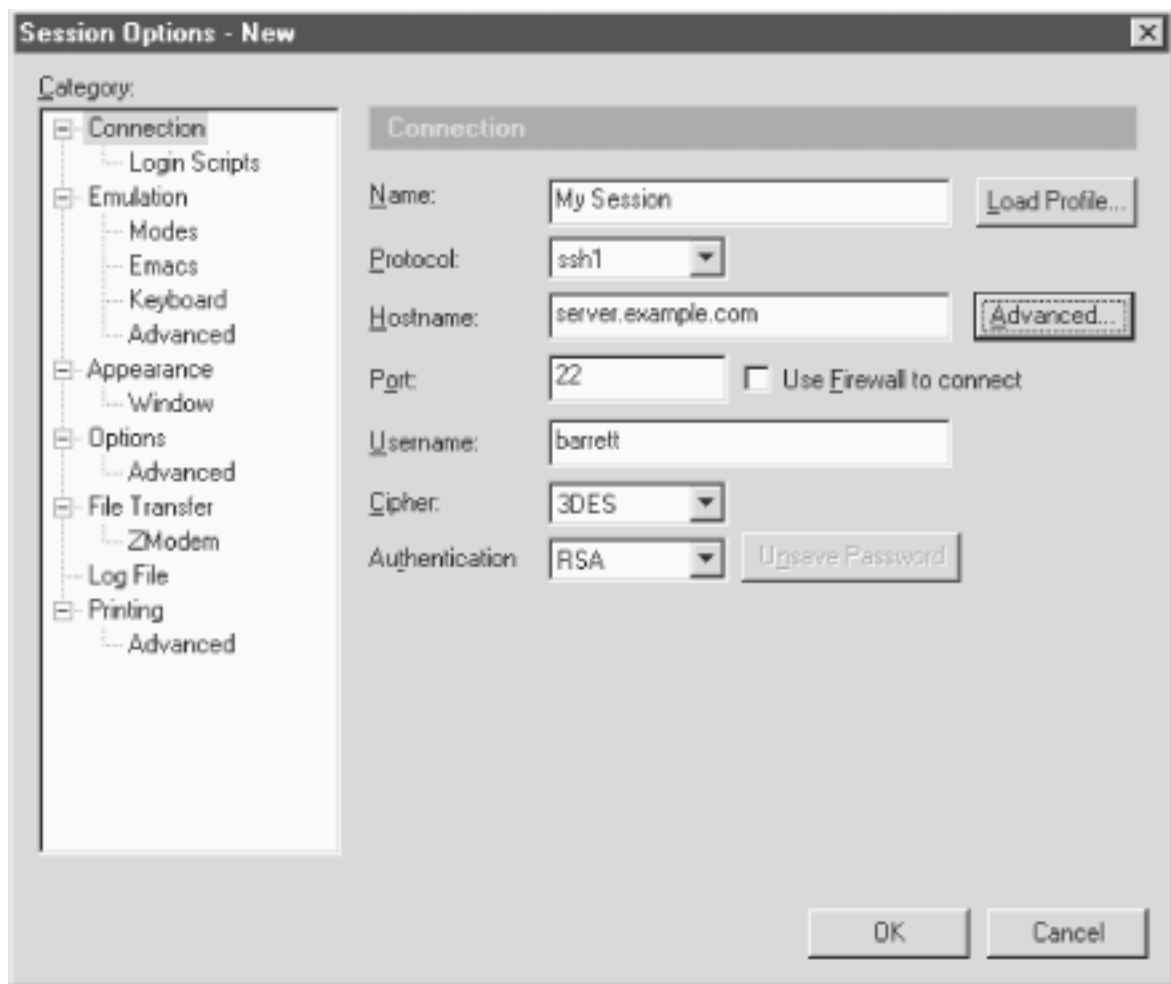 Session Options - New
Category:
Connection
Login Scripts
Emulation
Modes
Emacs
Keyboard
Advanced
Appearance
Window
Options
Advanced
File Transfer
ZModem
Log File
Printing
Advanced
Connection
Name:
My Session
Load Profile...
Protocol:
ssh1
Hostname:
server.example.com
Advanced...
Port:
22
Use Firewall to connect
Username:
barrett
Cipher:
3DES
Authentication
RSA
Unsave Password
OK
Cancel